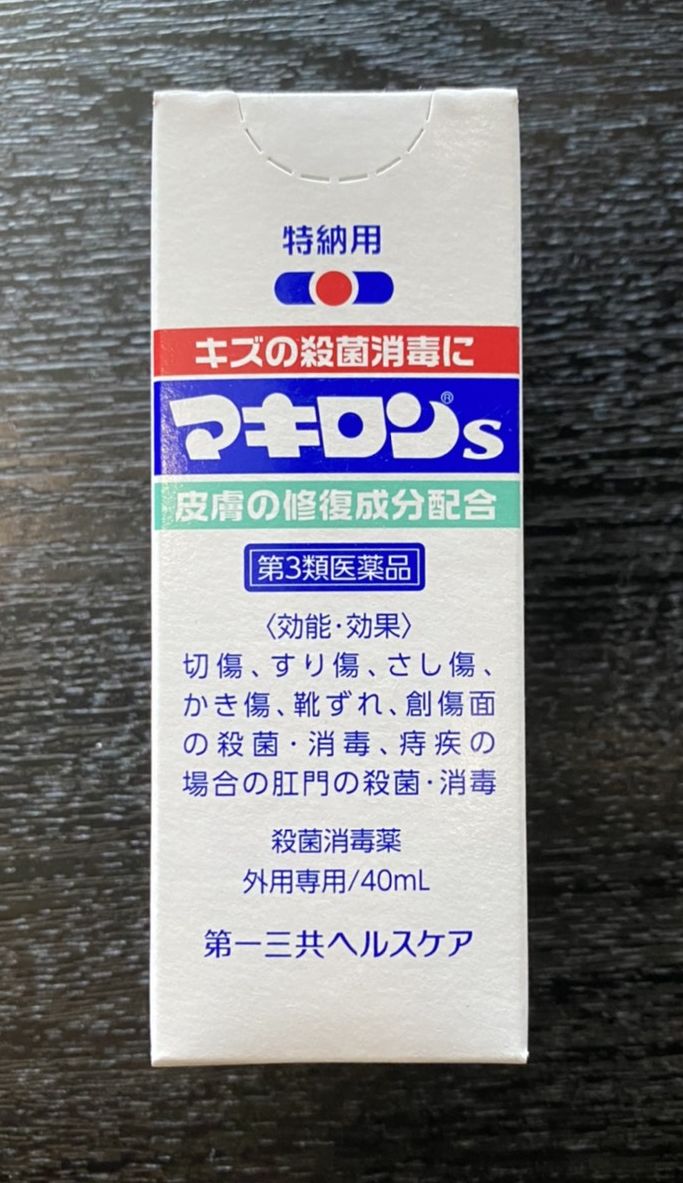 特納用
キズの殺菌消毒に
マキロン®s
皮膚の修復成分配合
第3類医薬品
〈効能・効果〉
切傷、すり傷、さし傷、
かき傷、靴ずれ、創傷面
の殺菌・消毒、痔疾の
場合の肛門の殺菌・消毒
殺菌消毒薬
外用専用/40mL
第一三共ヘルスケア